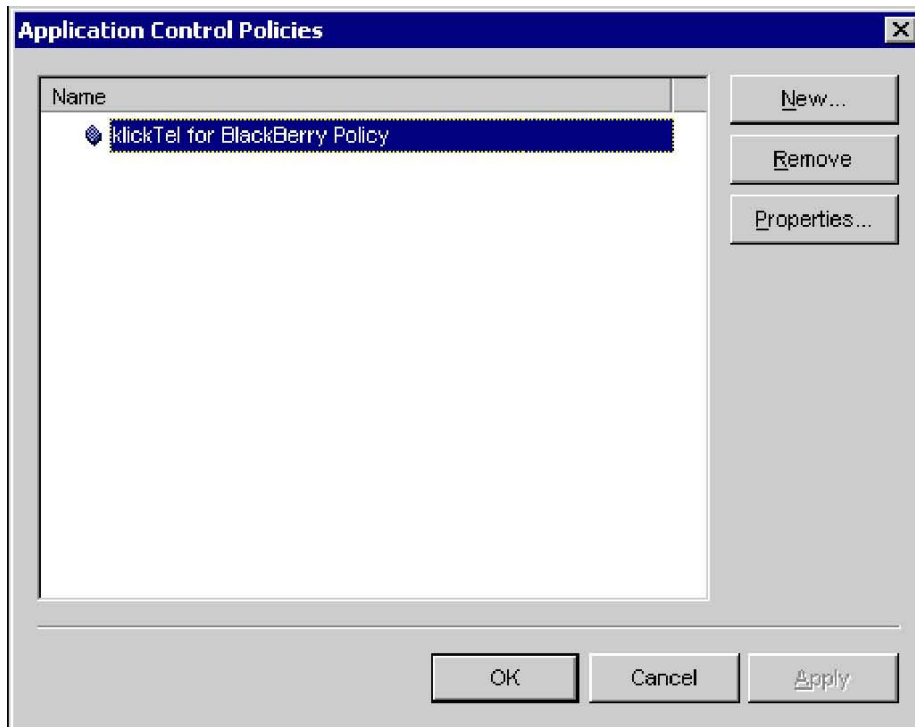 Application Control Policies
Name
klickTel for BlackBerry Policy
New...
Remove
Properties...
OK
Cancel
Apply